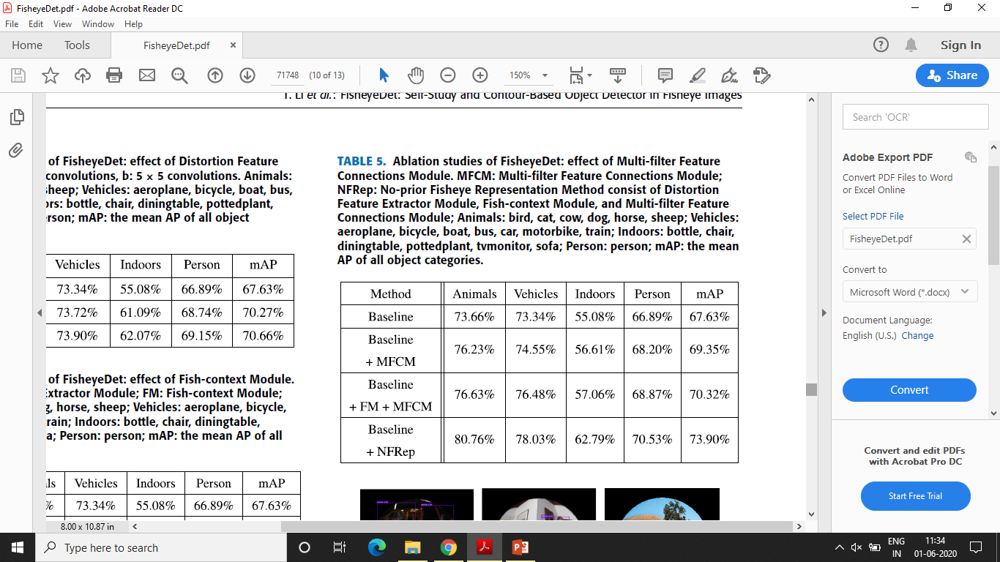 FisheyeDet.pdf - Adobe Acrobat Reader DC
File Edit View Window Help
Home Tools FisheyeDet.pdf × ? Sign In
71748 (10 of 13) 150% Share
T. Li et al.: FisheyeDet: Self-Study and Contour-Based Object Detector in Fisheye Images
of FisheyeDet: effect of Distortion Feature
convolutions, b: 5 × 5 convolutions. Animals:
sheep; Vehicles: aeroplane, bicycle, boat, bus,
ors: bottle, chair, diningtable, pottedplant,
erson; mAP: the mean AP of all object
Vehicles Indoors Person mAP
73.34% 55.08% 66.89% 67.63%
73.72% 61.09% 68.74% 70.27%
73.90% 62.07% 69.15% 70.66%
of FisheyeDet: effect of Fish-context Module.
Extractor Module; FM: Fish-context Module;
g, horse, sheep; Vehicles: aeroplane, bicycle,
rain; Indoors: bottle, chair, diningtable,
a; Person: person; mAP: the mean AP of all
ls Vehicles Indoors Person mAP
% 73.34% 55.08% 66.89% 67.63%
TABLE 5. Ablation studies of FisheyeDet: effect of Multi-filter Feature
Connections Module. MFCM: Multi-filter Feature Connections Module;
NFRep: No-prior Fisheye Representation Method consist of Distortion
Feature Extractor Module, Fish-context Module, and Multi-filter Feature
Connections Module; Animals: bird, cat, cow, dog, horse, sheep; Vehicles:
aeroplane, bicycle, boat, bus, car, motorbike, train; Indoors: bottle, chair,
diningtable, pottedplant, tvmonitor, sofa; Person: person; mAP: the mean
AP of all object categories.
Method Animals Vehicles Indoors Person mAP
Baseline 73.66% 73.34% 55.08% 66.89% 67.63%
Baseline
+ MFCM 76.23% 74.55% 56.61% 68.20% 69.35%
Baseline
+ FM + MFCM 76.63% 76.48% 57.06% 68.87% 70.32%
Baseline
+ NFRep 80.76% 78.03% 62.79% 70.53% 73.90%
8.00 x 10.87 in
Search 'OCR'
Adobe Export PDF
Convert PDF Files to Word
or Excel Online
Select PDF File
FisheyeDet.pdf
Convert to
Microsoft Word (*.docx)
Document Language:
English (U.S.) Change
Convert
Convert and edit PDFs
with Acrobat Pro DC
Start Free Trial
Type here to search
ENG
IN
11:34
01-06-2020